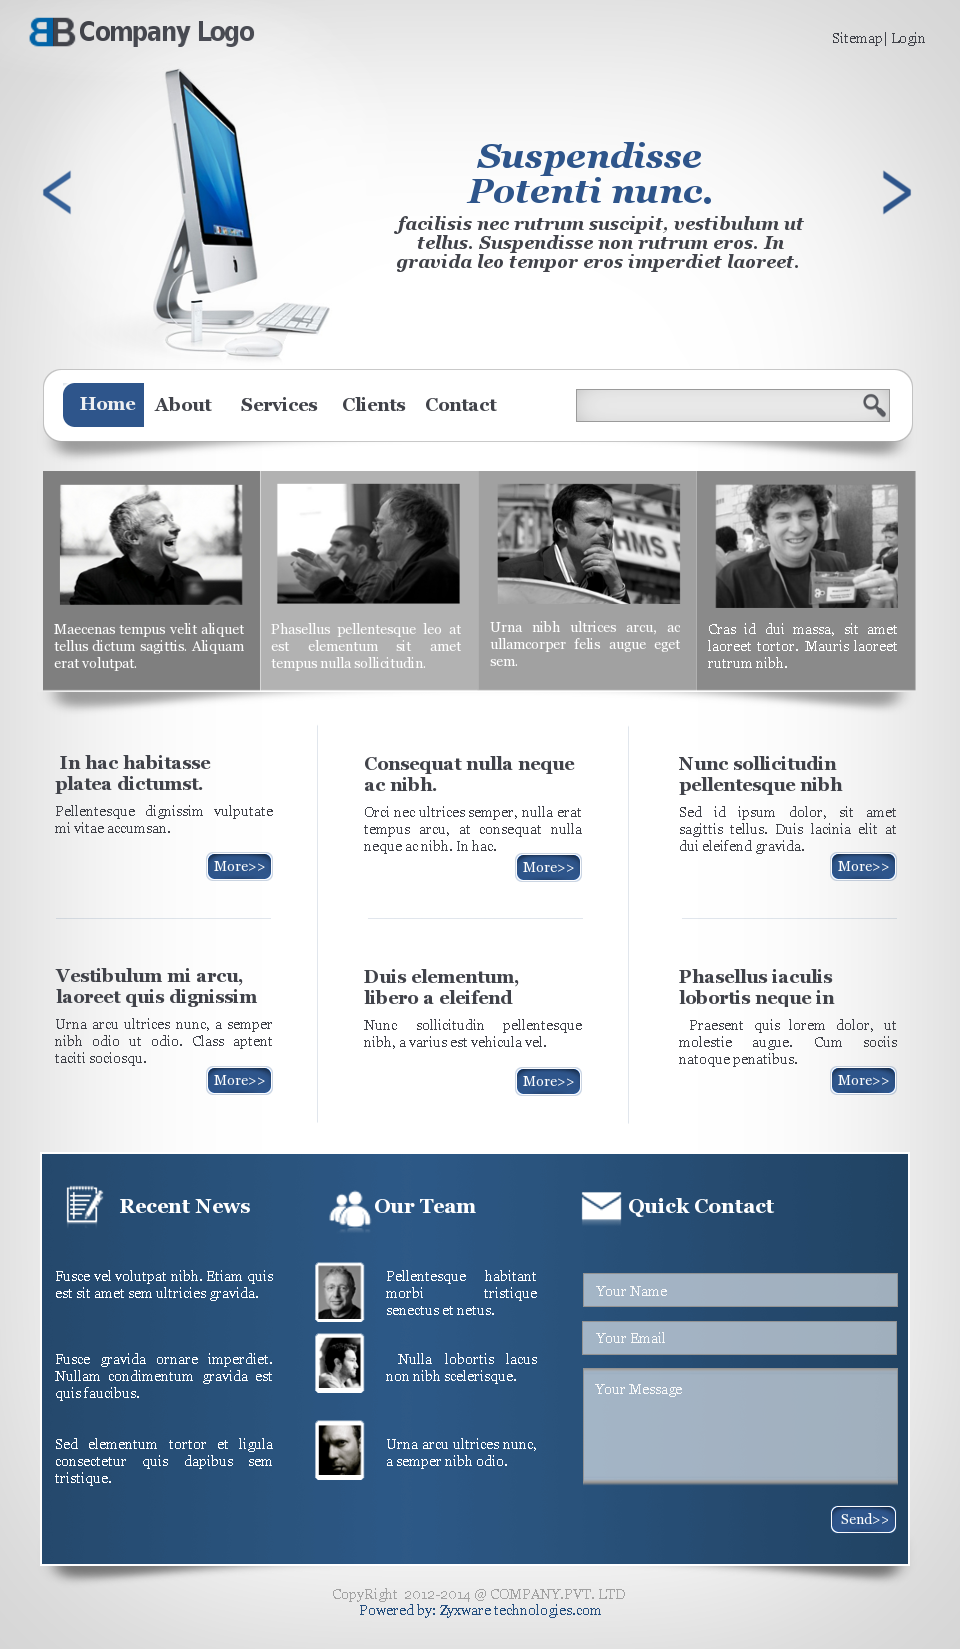 BB Company Logo
Sitemap| Login
Suspendisse
Potenti nunc.
facilisis nec rutrum suscipit, vestibulum ut
tellus. Suspendisse non rutrum eros. In
gravida leo tempor eros imperdiet laoreet.
Home About Services Clients Contact
HMS
Maecenas tempus velit aliquet
tellus dictum sagittis. Aliquam
erat volutpat.
Phasellus pellentesque leo at
est elementum sit amet
tempus nulla sollicitudin.
Urna nibh ultrices arcu, ac
ullamcorper felis augue eget
sem.
Cras id dui massa, sit amet
laoreet tortor. Mauris laoreet
rutrum nibh.
In hac habitasse
platea dictumst.
Pellentesque dignissim vulputate
mi vitae accumsan.
More>>
Consequat nulla neque
ac nibh.
Orci nec ultrices semper, nulla erat
tempus arcu, at consequat nulla
neque ac nibh. In hac.
More>>
Nunc sollicitudin
pellentesque nibh
Sed id ipsum dolor, sit amet
sagittis tellus. Duis lacinia elit at
dui eleifend gravida.
More>>
Vestibulum mi arcu,
laoreet quis dignissim
Urna arcu ultrices nunc, a semper
nibh odio ut odio. Class aptent
taciti sociosqu.
More>>
Duis elementum,
libero a eleifend
Nunc sollicitudin pellentesque
nibh, a varius est vehicula vel.
More>>
Phasellus iaculis
lobortis neque in
Praesent quis lorem dolor, ut
molestie augue. Cum sociis
natoque penatibus.
More>>
Recent News
Fusce vel volutpat nibh. Etiam quis
est sit amet sem ultricies gravida.
Fusce gravida ornare imperdiet.
Nullam condimentum gravida est
quis faucibus.
Sed elementum tortor et ligula
consectetur quis dapibus sem
tristique.
Our Team
Pellentesque habitant
morbi tristique
senectus et netus.
Nulla lobortis lacus
non nibh scelerisque.
Urna arcu ultrices nunc,
a semper nibh odio.
Quick Contact
Your Name
Your Email
Your Message
Send>>
CopyRight 2012-2014 @ COMPANY.PVT. LTD
Powered by: Zyxware technologies.com